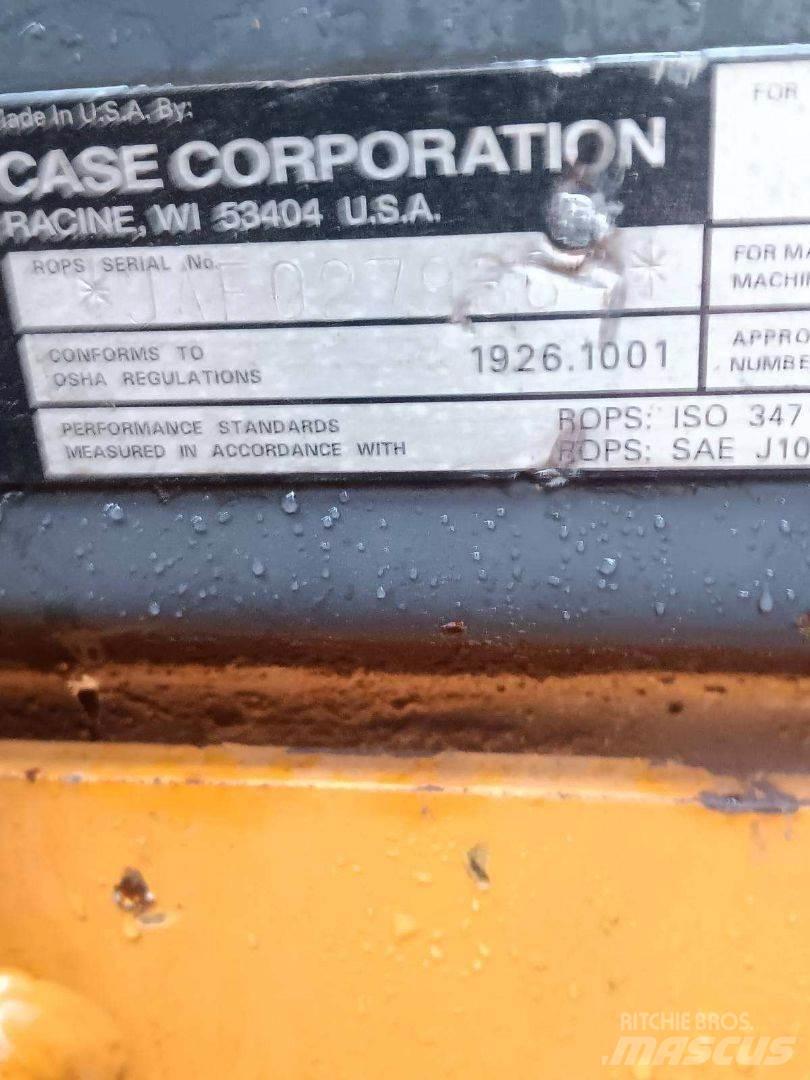 Made In U.S.A. By:
CASE CORPORATION
RACINE, WI 53404 U.S.A.
ROPS SERIAL No.
CONFORMS TO
OSHA REGULATIONS
1926.1001
PERFORMANCE STANDARDS
MEASURED IN ACCORDANCE WITH
ROPS: ISO 347
ROPS: SAE J10
FOR
FOR MA
MACHIN
APPRO
NUMBE
RITCHIE BROS.
MASCUS